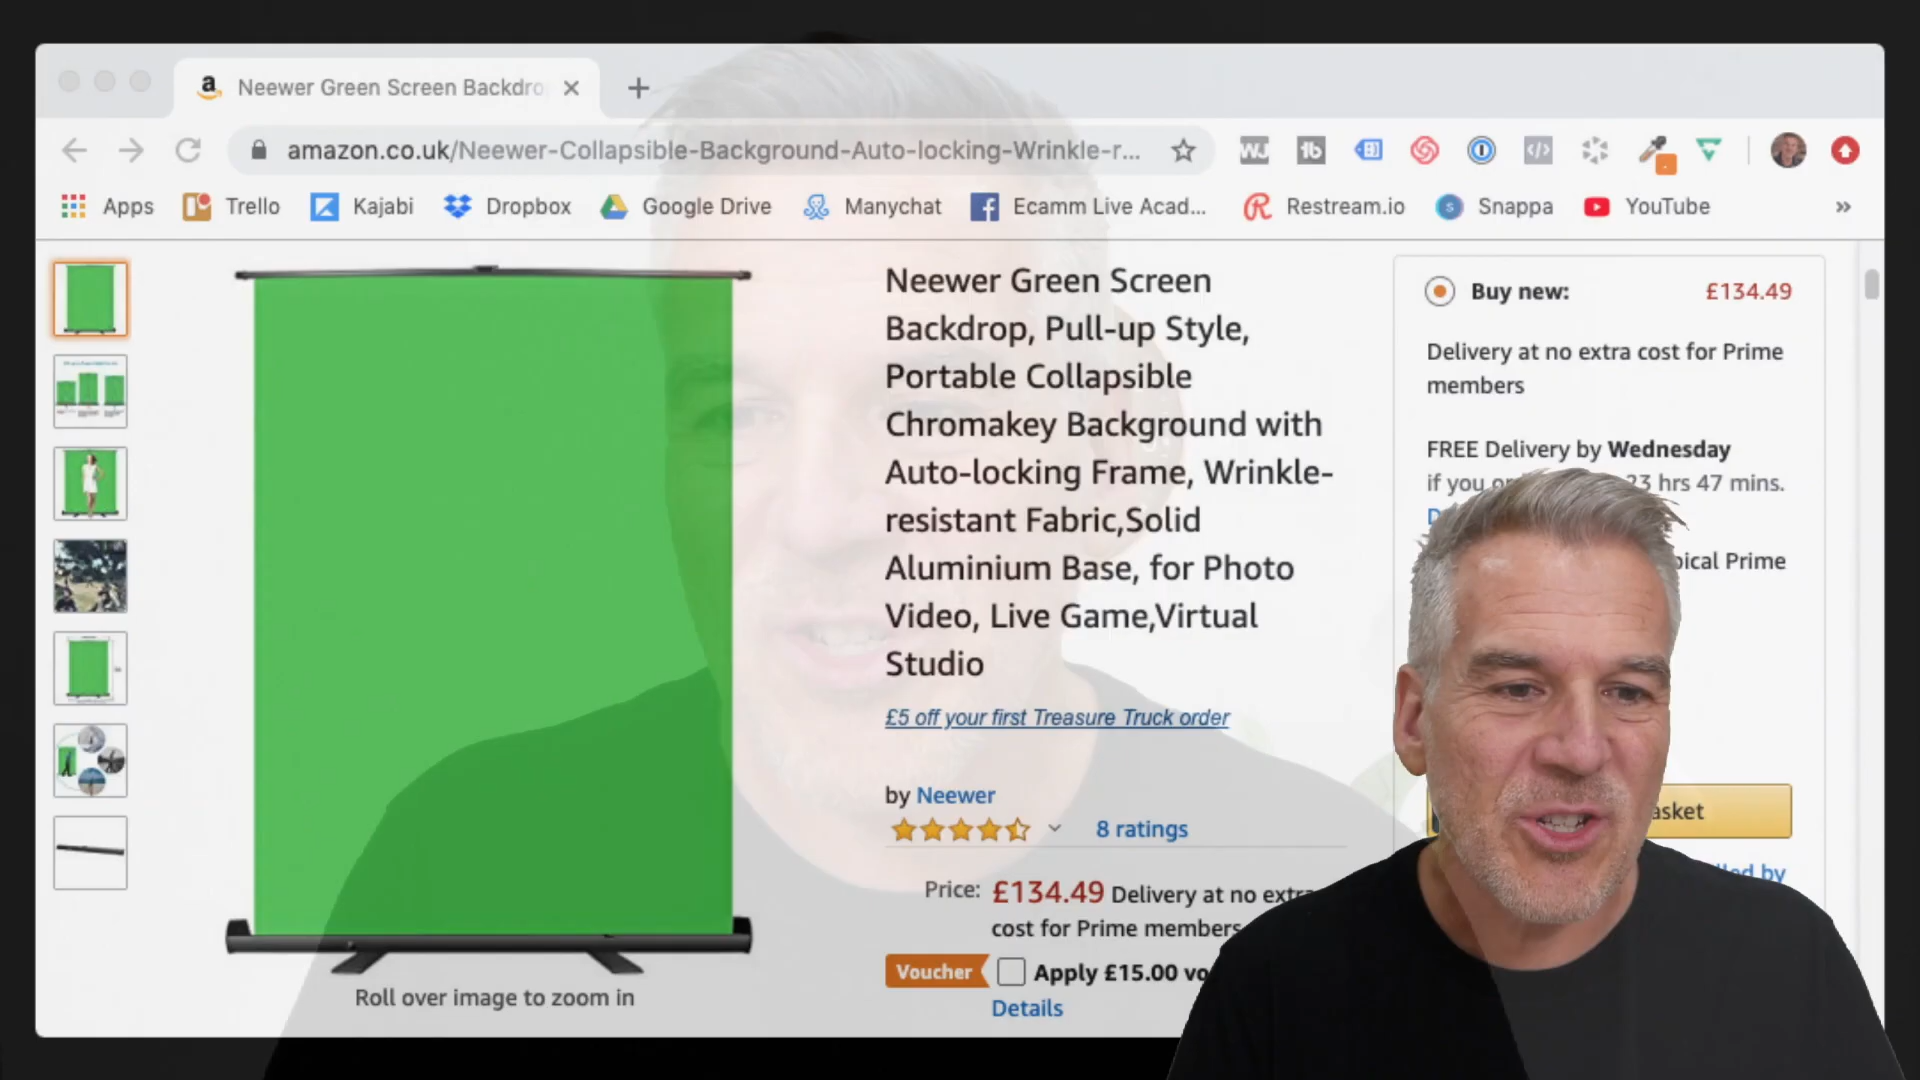 Neewer Green Screen Backdro
amazon.co.uk/Neewer-Collapsible-Background-Auto-locking-Wrinkle-r...
Apps Trello Kajabi Dropbox Google Drive Manychat Ecamm Live Acad... Restream.io Snappa YouTube »
Neewer Green Screen
Backdrop, Pull-up Style,
Portable Collapsible
Chromakey Background with
Auto-locking Frame, Wrinkle-
resistant Fabric,Solid
Aluminium Base, for Photo
Video, Live Game,Virtual
Studio
£5 off your first Treasure Truck order
by Neewer
8 ratings
Price: £134.49 Delivery at no extra
cost for Prime members
Voucher Apply £15.00 vo
Details
Roll over image to zoom in
Buy new: £134.49
Delivery at no extra cost for Prime
members
FREE Delivery by Wednesday
if you 23 hrs 47 mins.
Prime
asket
by